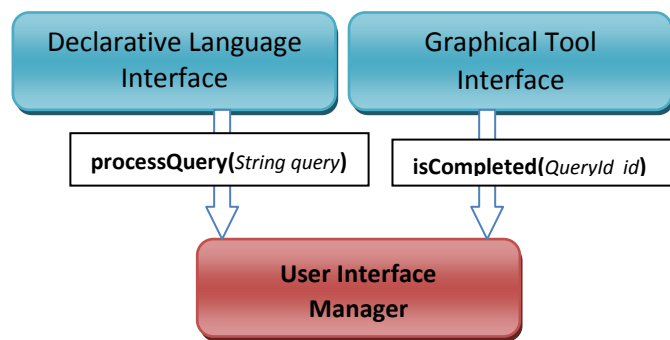 Declarative Language
Interface
Graphical Tool
Interface
processQuery(String query)
isCompleted(QueryId id)
User Interface
Manager